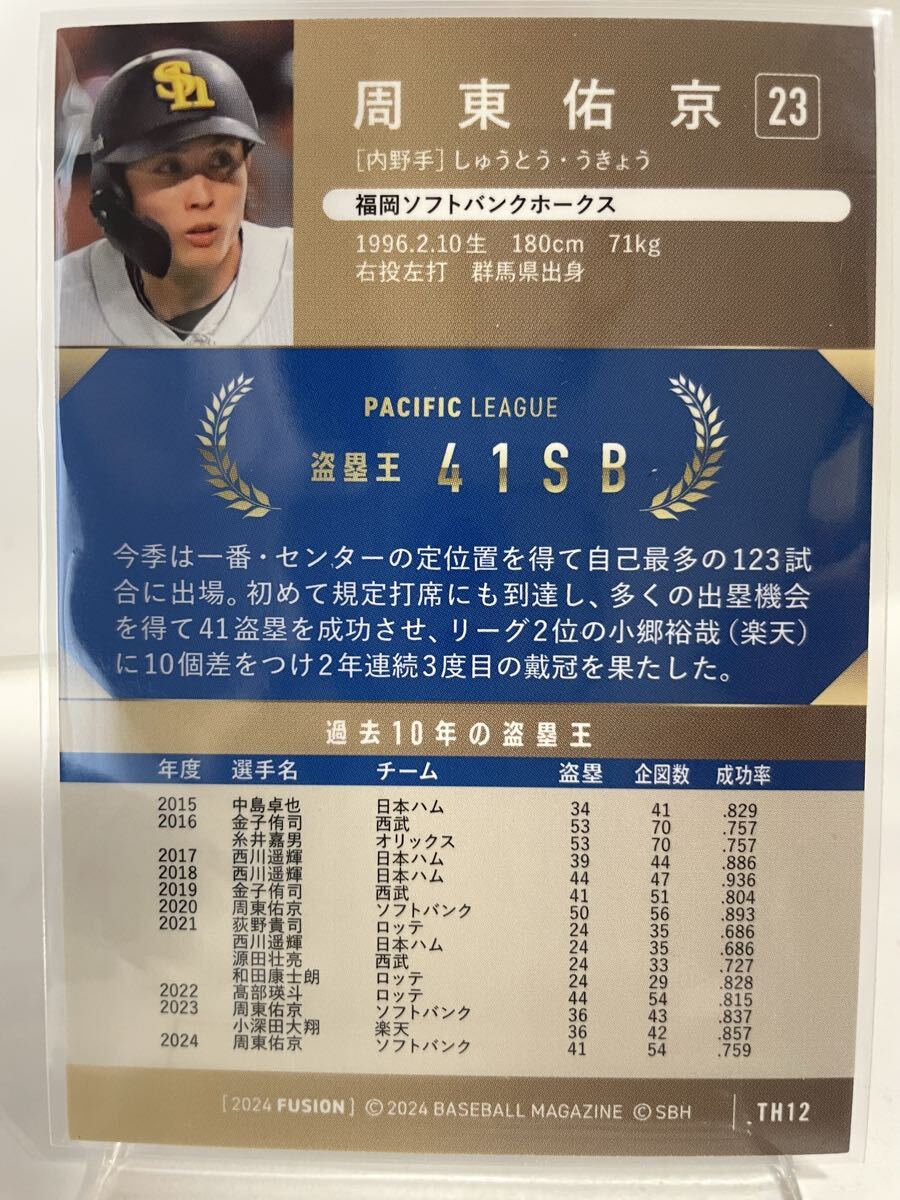 SH
周東佑京 23
[内野手]しゅうとう・うきょう
福岡ソフトバンクホークス
1996.2.10生 180cm 71kg
右投左打 群馬県出身
PACIFIC LEAGUE
盗塁王 41SB
今季は一番・センターの定位置を得て自己最多の123試
合に出場。初めて規定打席にも到達し、多くの出塁機会
を得て41盗塁を成功させ、リーグ2位の小郷裕哉(楽天)
に10個差をつけ2年連続3度目の戴冠を果たした。
過去10年の盗塁王
年度 選手名 チーム 盗塁 企図数 成功率
2015 中島卓也 日本ハム 34 41 .829
2016 金子侑司 西武 53 70 .757
糸井嘉男 オリックス 53 70 .757
2017 西川遥輝 日本ハム 39 44 .886
2018 西川遥輝 日本ハム 44 47 .936
2019 金子侑司 西武 41 51 .804
2020 周東佑京 ソフトバンク 50 56 .893
2021 荻野貴司 ロッテ 24 35 .686
西川遥輝 日本ハム 24 35 .686
源田壮亮 西武 24 33 .727
和田康士朗 ロッテ 24 29 .828
2022 髙部瑛斗 ロッテ 44 54 .815
2023 周東佑京 ソフトバンク 36 43 .837
小深田大翔 楽天 36 42 .857
2024 周東佑京 ソフトバンク 41 54 .759
[2024 FUSION] ©2024 BASEBALL MAGAZINE ©SBH TH12